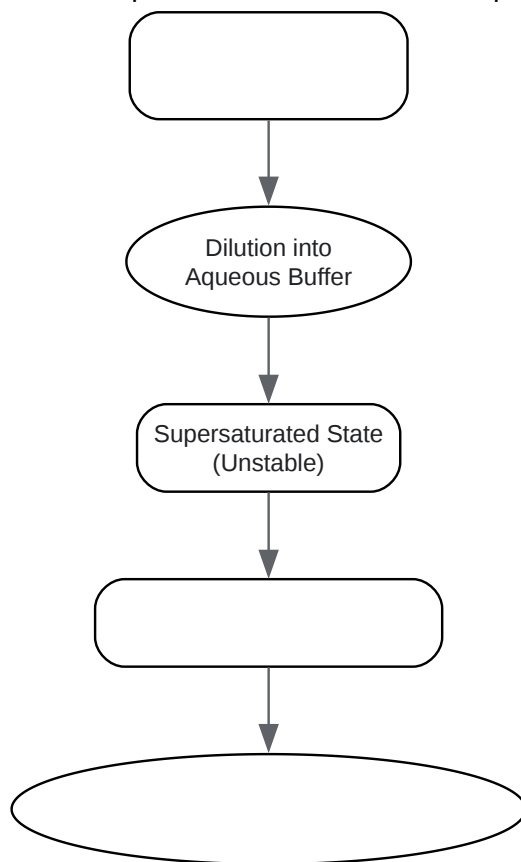 Dilution into
Aqueous Buffer
Supersaturated State
(Unstable)